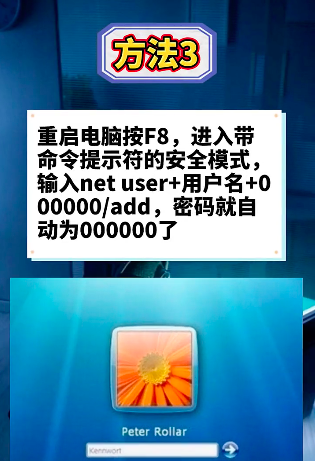 方法3
重启电脑按F8，进入带
命令提示符的安全模式，
输入net user+用户名+0
00000/add，密码就自
动为000000了
Peter Rollar
Kennwort